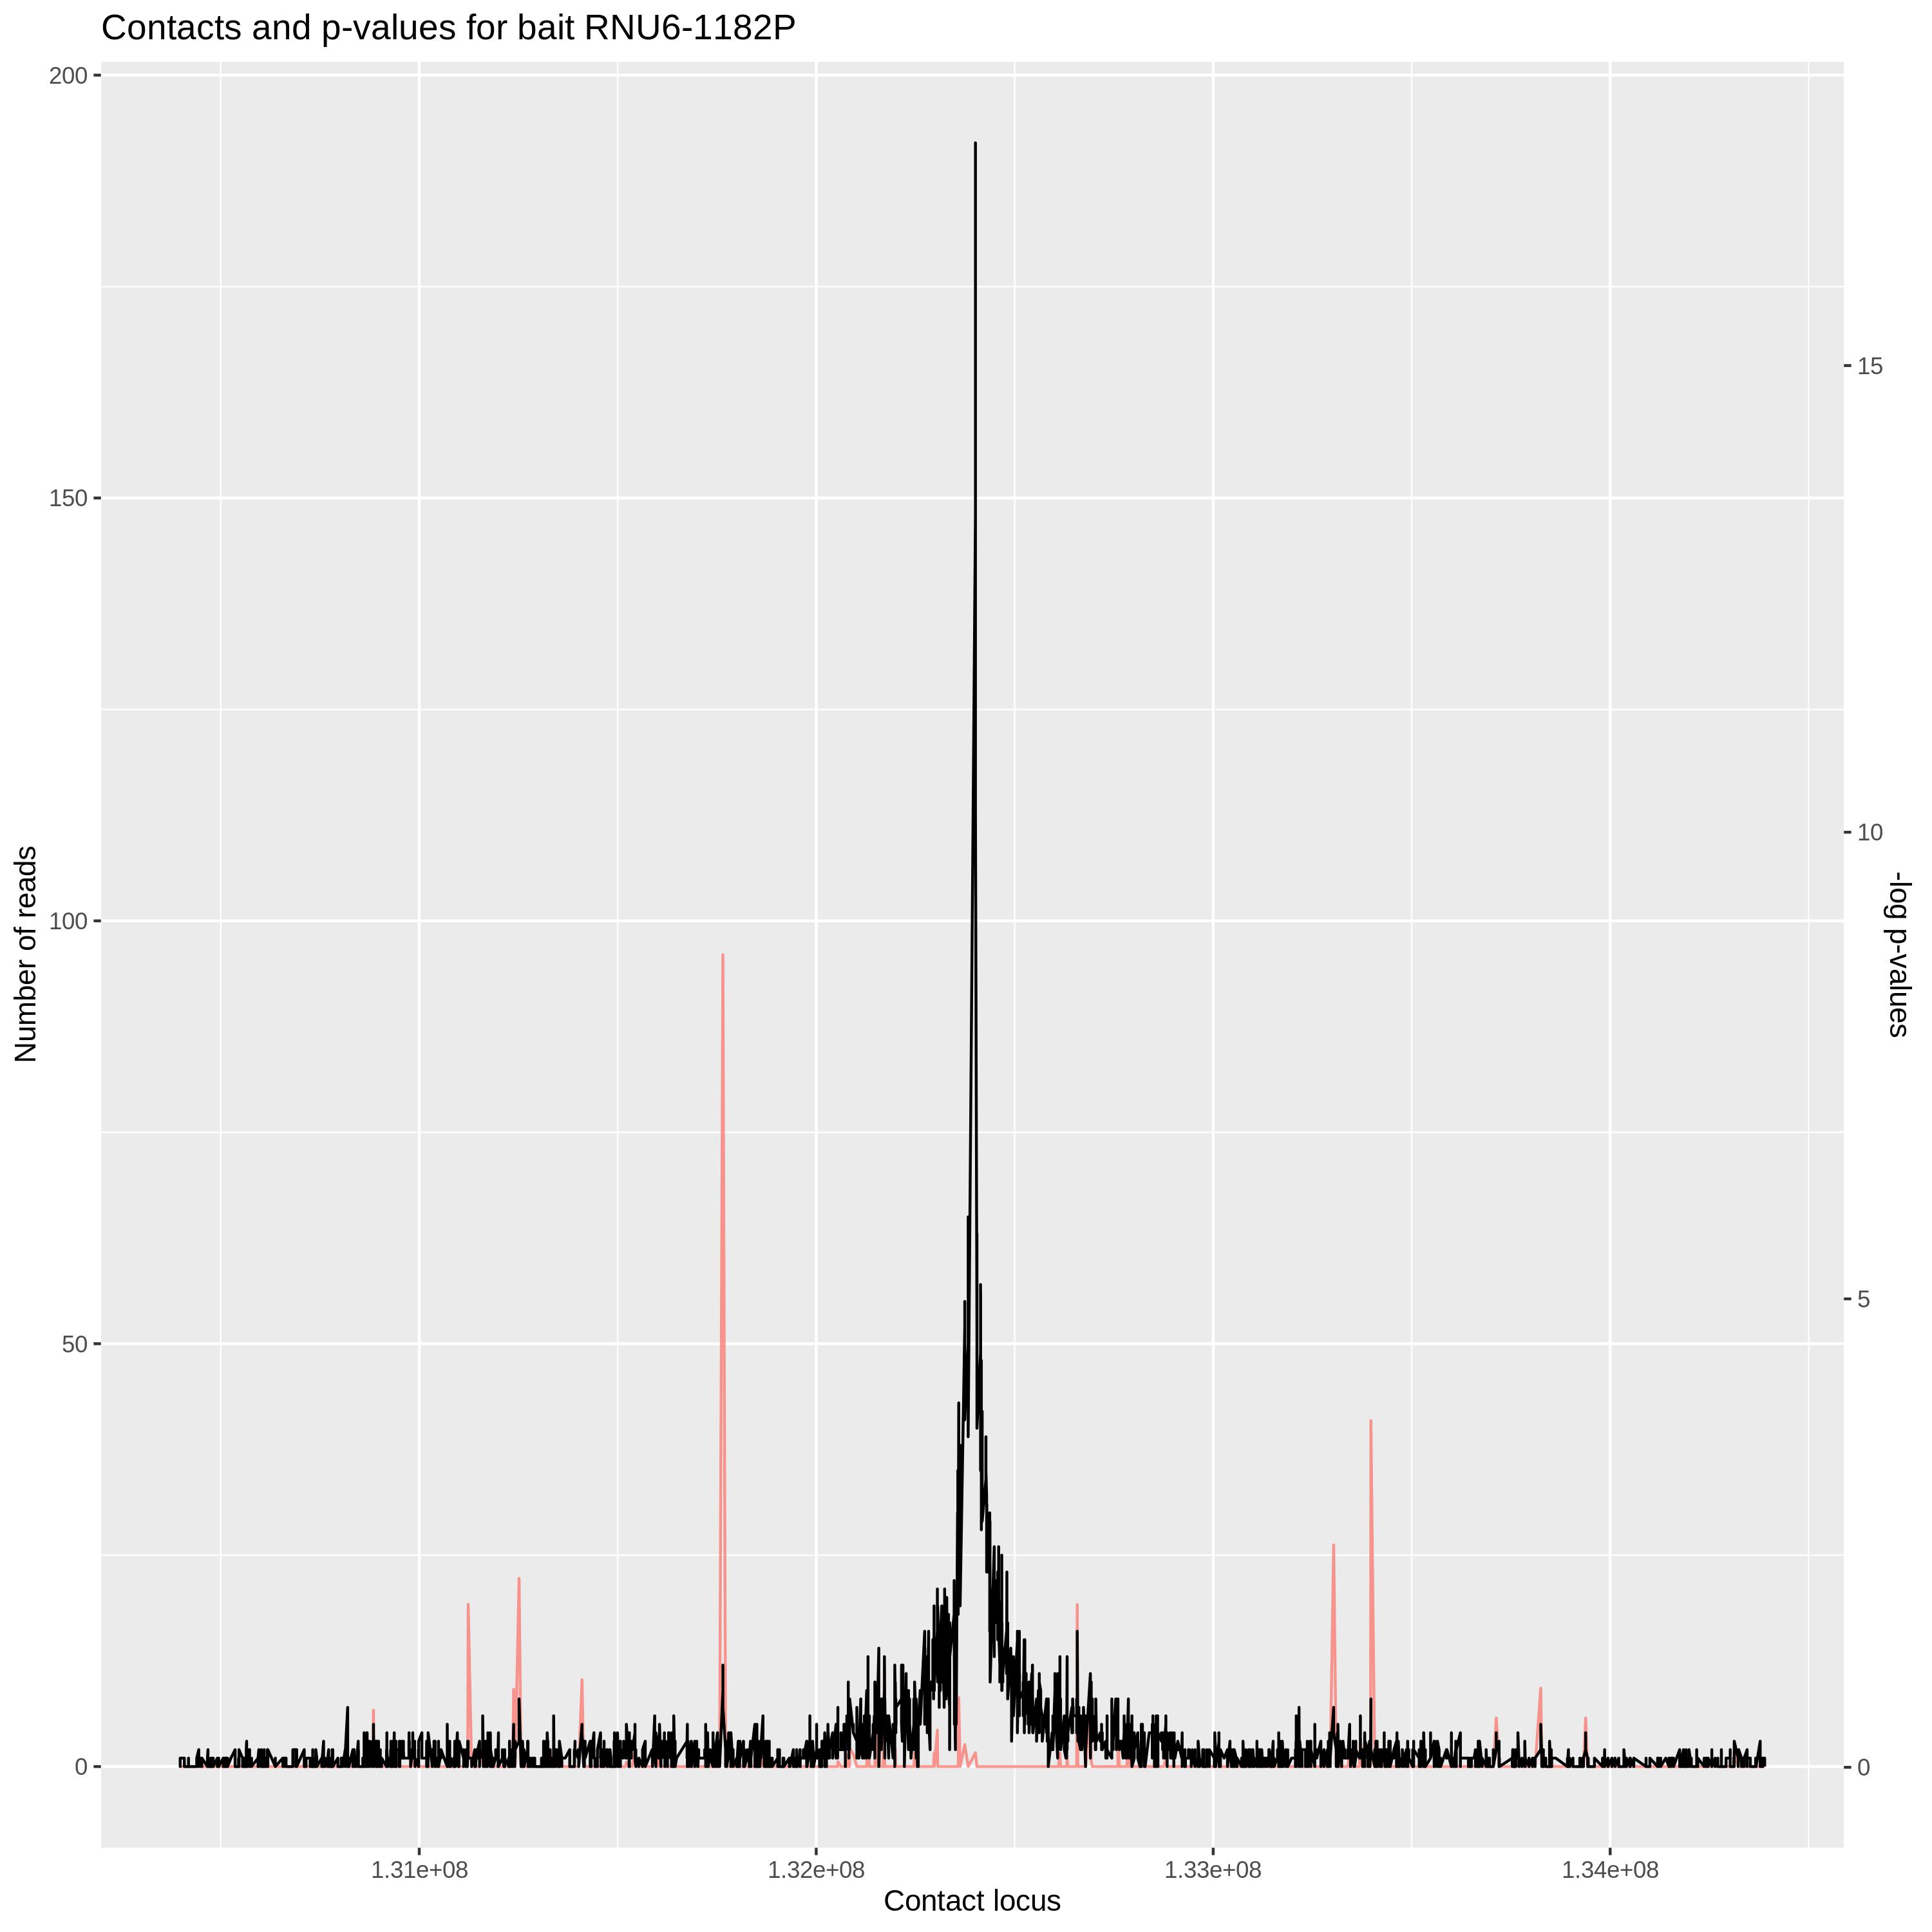 Contacts and p-values for bait RNU6-1182P
200
150
100
50
0
15
10
5
0
Number of reads
-log p-values
1.31e+08
1.32e+08
1.33e+08
1.34e+08
Contact locus